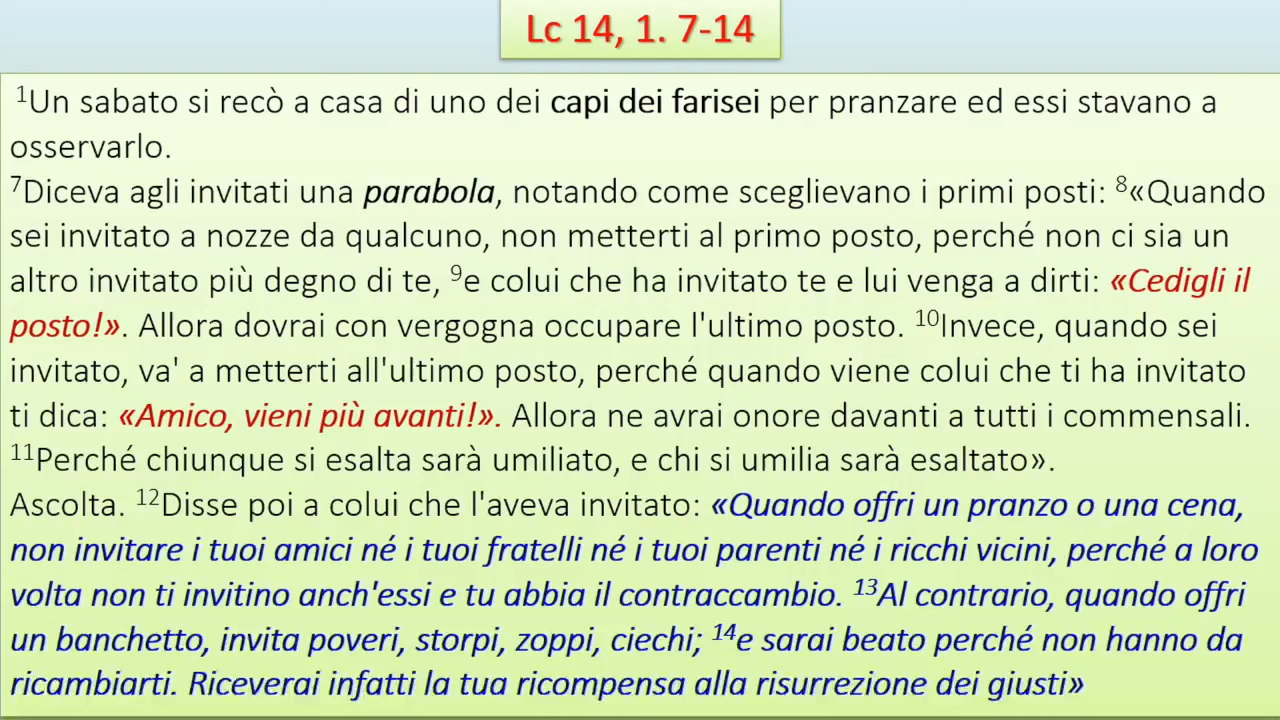 Lc 14, 1. 7-14
¹Un sabato si recò a casa di uno dei capi dei farisei per pranzare ed essi stavano a
osservarlo.
⁷Diceva agli invitati una parabola, notando come sceglievano i primi posti: ⁸«Quando
sei invitato a nozze da qualcuno, non metterti al primo posto, perché non ci sia un
altro invitato più degno di te, ⁹e colui che ha invitato te e lui venga a dirti: «Cedigli il
posto!». Allora dovrai con vergogna occupare l'ultimo posto. ¹⁰Invece, quando sei
invitato, va' a metterti all'ultimo posto, perché quando viene colui che ti ha invitato
ti dica: «Amico, vieni più avanti!». Allora ne avrai onore davanti a tutti i commensali.
¹¹Perché chiunque si esalta sarà umiliato, e chi si umilia sarà esaltato».
Ascolta. ¹²Disse poi a colui che l'aveva invitato: «Quando offri un pranzo o una cena,
non invitare i tuoi amici né i tuoi fratelli né i tuoi parenti né i ricchi vicini, perché a loro
volta non ti invitino anch'essi e tu abbia il contraccambio. ¹³Al contrario, quando offri
un banchetto, invita poveri, storpi, zoppi, ciechi; ¹⁴e sarai beato perché non hanno da
ricambiarti. Riceverai infatti la tua ricompensa alla risurrezione dei giusti»